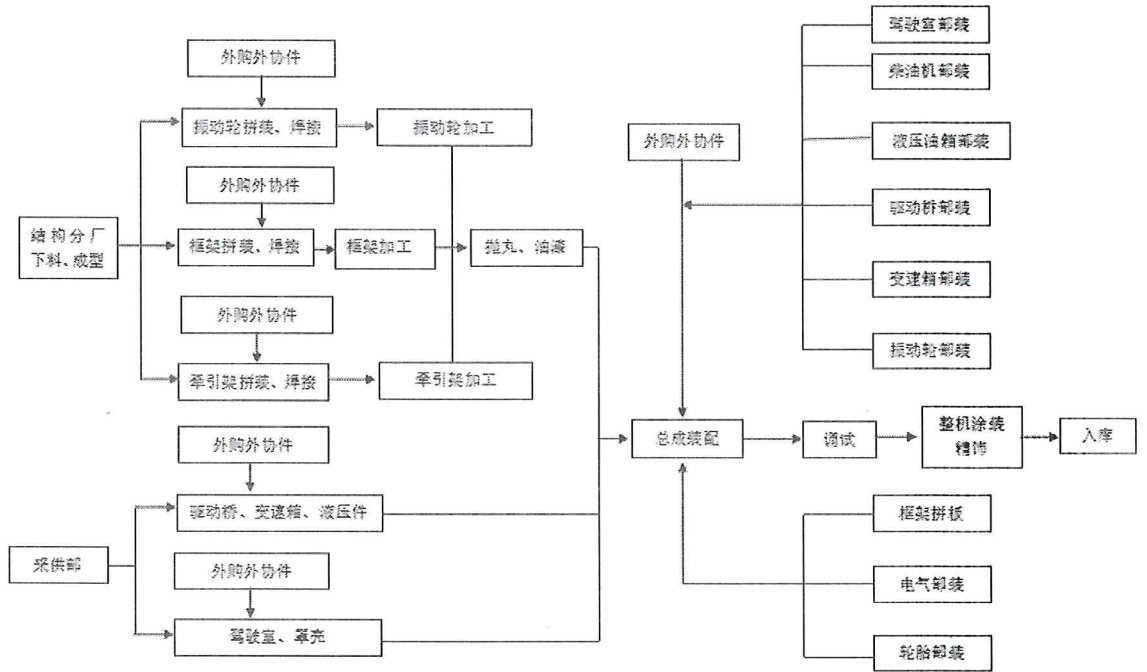 外购外协件
振动轮拼装、焊接
振动轮加工
外购外协件
结构分厂
下料、成型
框架拼装、焊接
框架加工
抛丸、油漆
外购外协件
牵引架拼装、焊接
牵引架加工
外购外协件
驱动桥、变速箱、液压件
采供部
外购外协件
驾驶室、罩壳
外购外协件
驾驶室部装
柴油机部装
液压油箱部装
驱动桥部装
变速箱部装
振动轮部装
总成装配
调试
整机涂装
精饰
入库
框架拼板
电气部装
轮胎部装